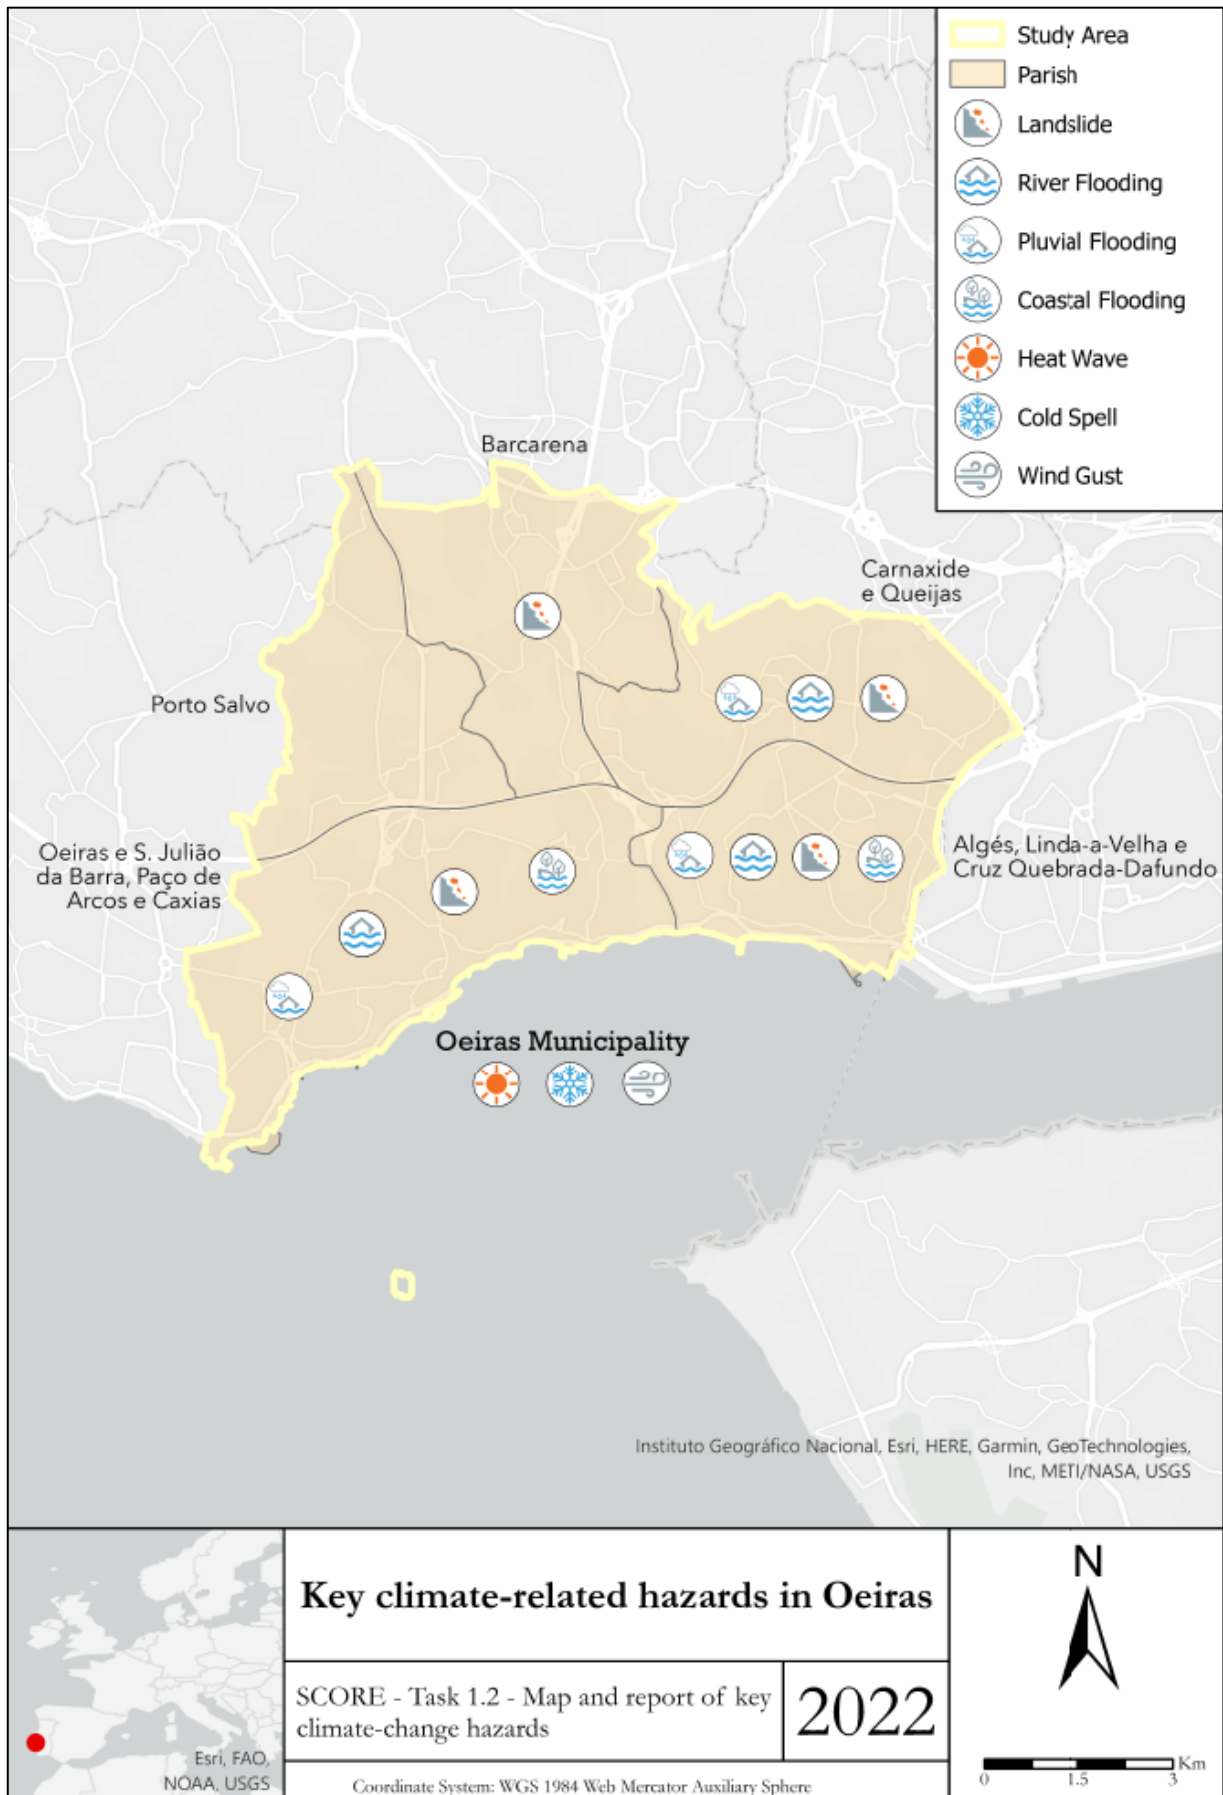 Study Area
Parish
Landslide
River Flooding
Pluvial Flooding
Coastal Flooding
Heat Wave
Cold Spell
Wind Gust
Barcarena
Carnaxide
e Queijas
Porto Salvo
Oeiras e S. Julião
da Barra, Paço de
Arcos e Caxias
Algés, Linda-a-Velha e
Cruz Quebrada-Dafundo
Oeiras Municipality
Instituto Geográfico Nacional, Esri, HERE, Garmin, GeoTechnologies,
Inc, METI/NASA, USGS
Esri, FAO,
NOAA, USGS
Key climate-related hazards in Oeiras
SCORE - Task 1.2 - Map and report of key
climate-change hazards
2022
Coordinate System: WGS 1984 Web Mercator Auxiliary Sphere
N
Km
0 1.5 3